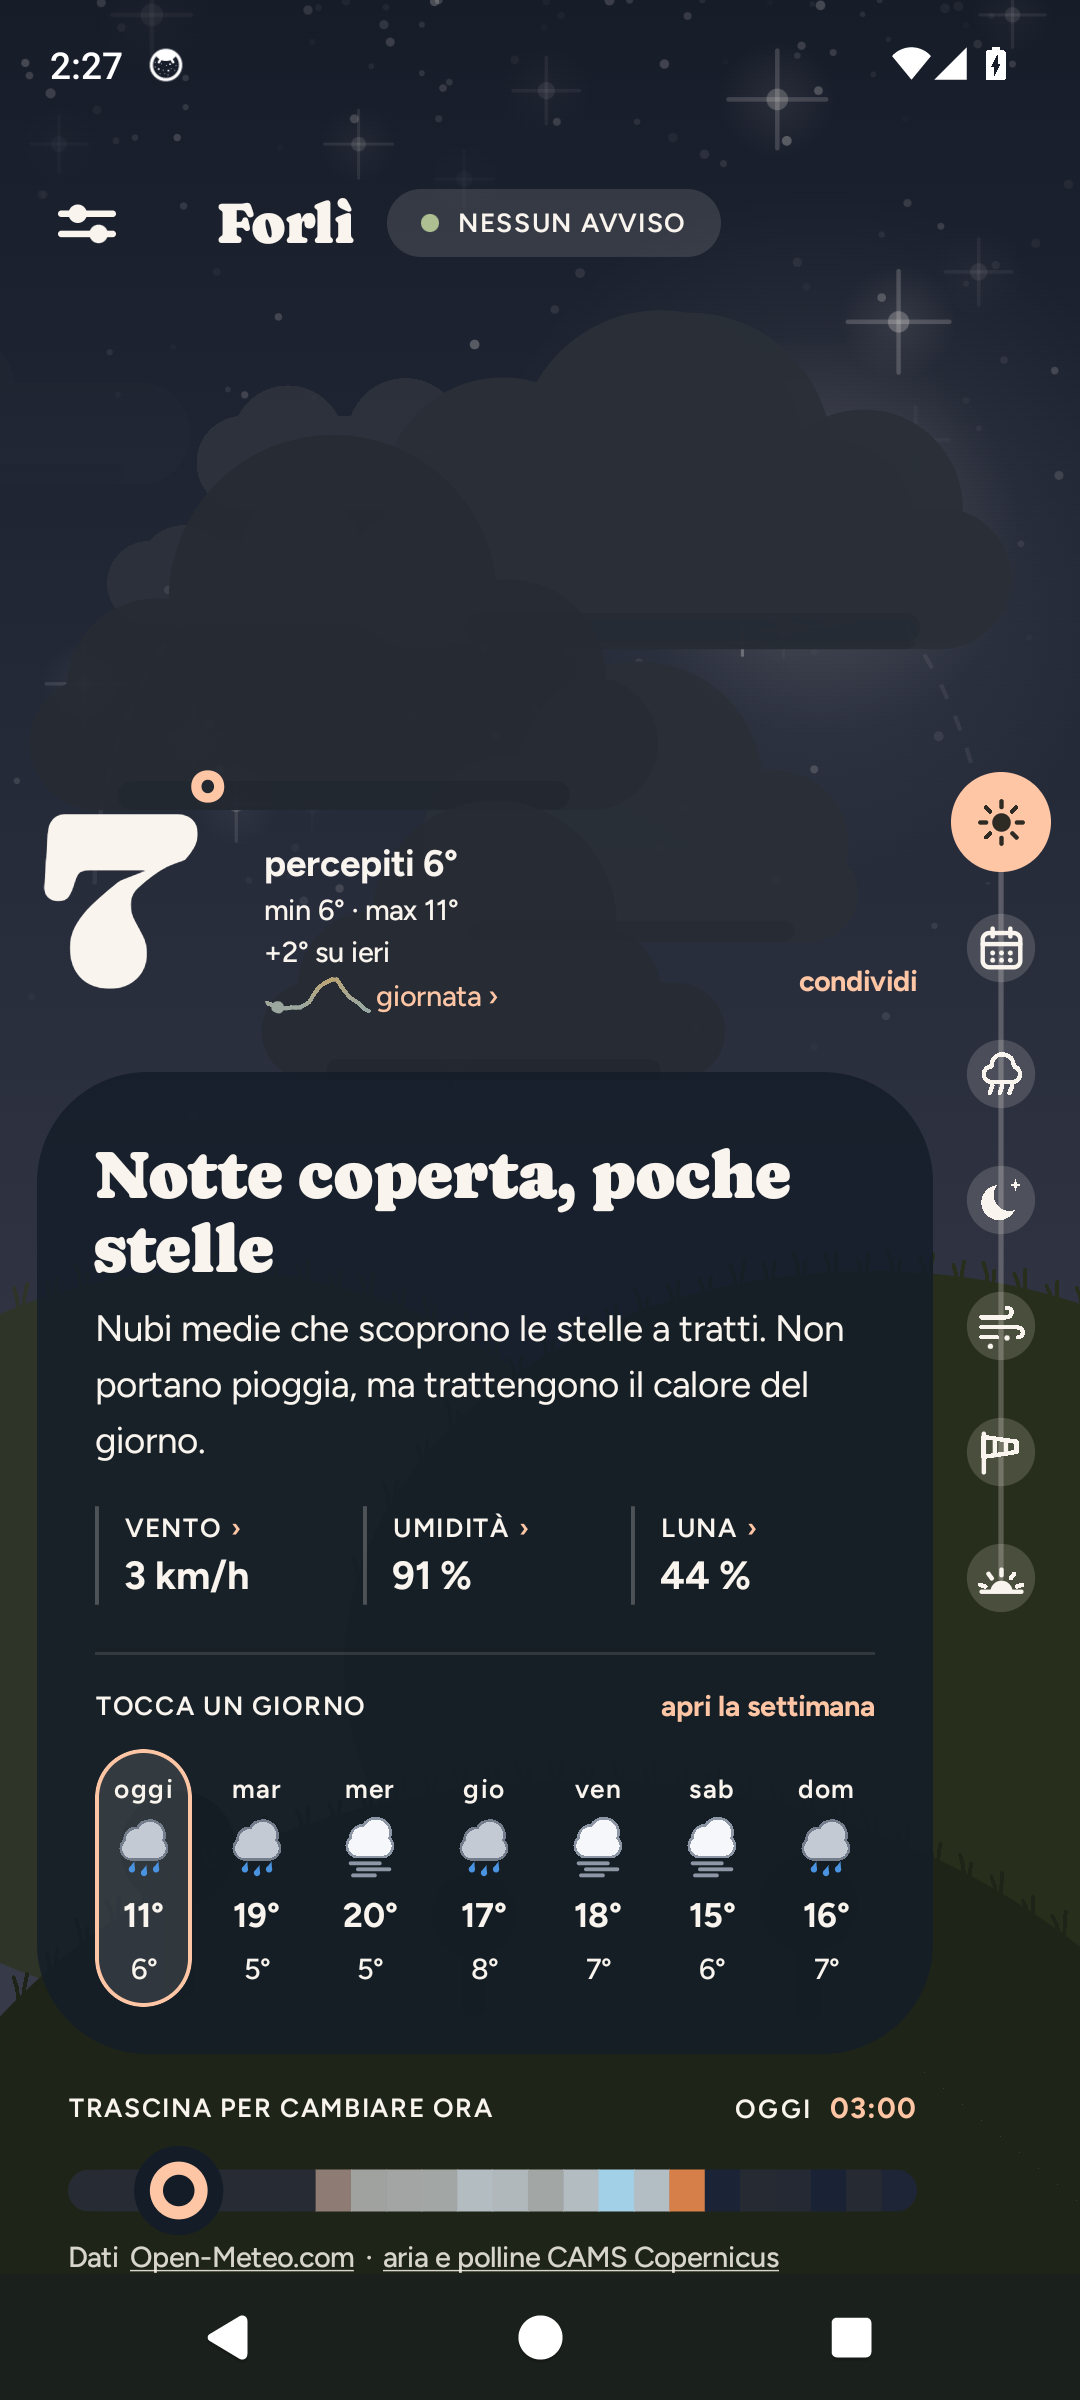 2:27
Forlì
NESSUN AVVISO
7°
percepiti 6°
min 6° · max 11°
+2° su ieri
giornata ›
condividi
Notte coperta, poche
stelle
Nubi medie che scoprono le stelle a tratti. Non
portano pioggia, ma trattengono il calore del
giorno.
VENTO › UMIDITÀ › LUNA ›
3 km/h 91 % 44 %
TOCCA UN GIORNO apri la settimana
oggi mar mer gio ven sab dom
11° 19° 20° 17° 18° 15° 16°
6° 5° 5° 8° 7° 6° 7°
TRASCINA PER CAMBIARE ORA OGGI 03:00
Dati Open-Meteo.com · aria e polline CAMS Copernicus